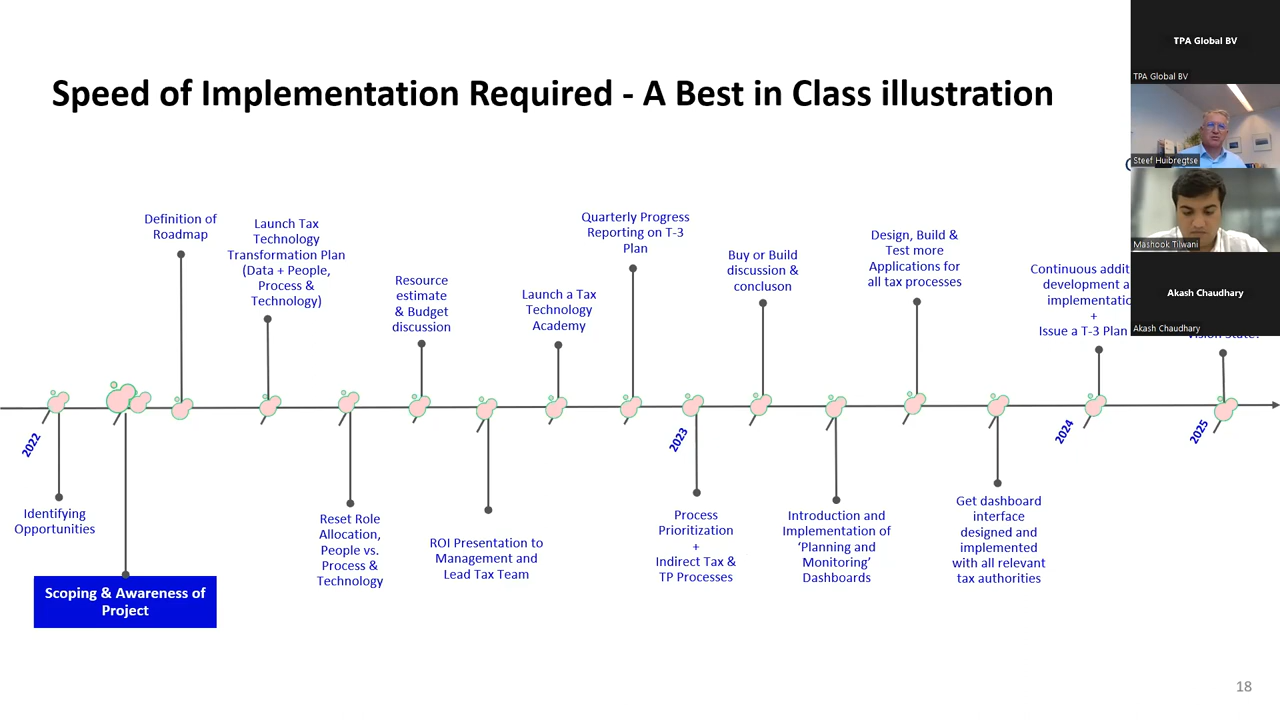 Speed of Implementation Required - A Best in Class illustration
TPA Global BV
TPA Global BV
Steef Huibregtse
Mashook Tilwani
Akash Chaudhary
Akash Chaudhary
Definition of
Roadmap
Launch Tax
Technology
Transformation Plan
(Data + People,
Process &
Technology)
Resource
estimate
& Budget
discussion
Launch a Tax
Technology
Academy
Quarterly Progress
Reporting on T-3
Plan
Buy or Build
discussion &
concluson
Design, Build &
Test more
Applications for
all tax processes
Continuous
development
+
Issue a T-3 Plan
Vision State?
2022
2023
2024
2025
Identifying
Opportunities
Scoping & Awareness of
Project
Reset Role
Allocation,
People vs.
Process &
Technology
ROI Presentation to
Management and
Lead Tax Team
Process
Prioritization
+
Indirect Tax &
TP Processes
Introduction and
Implementation of
‘Planning and
Monitoring’
Dashboards
Get dashboard
interface
designed and
implemented
with all relevant
tax authorities
18